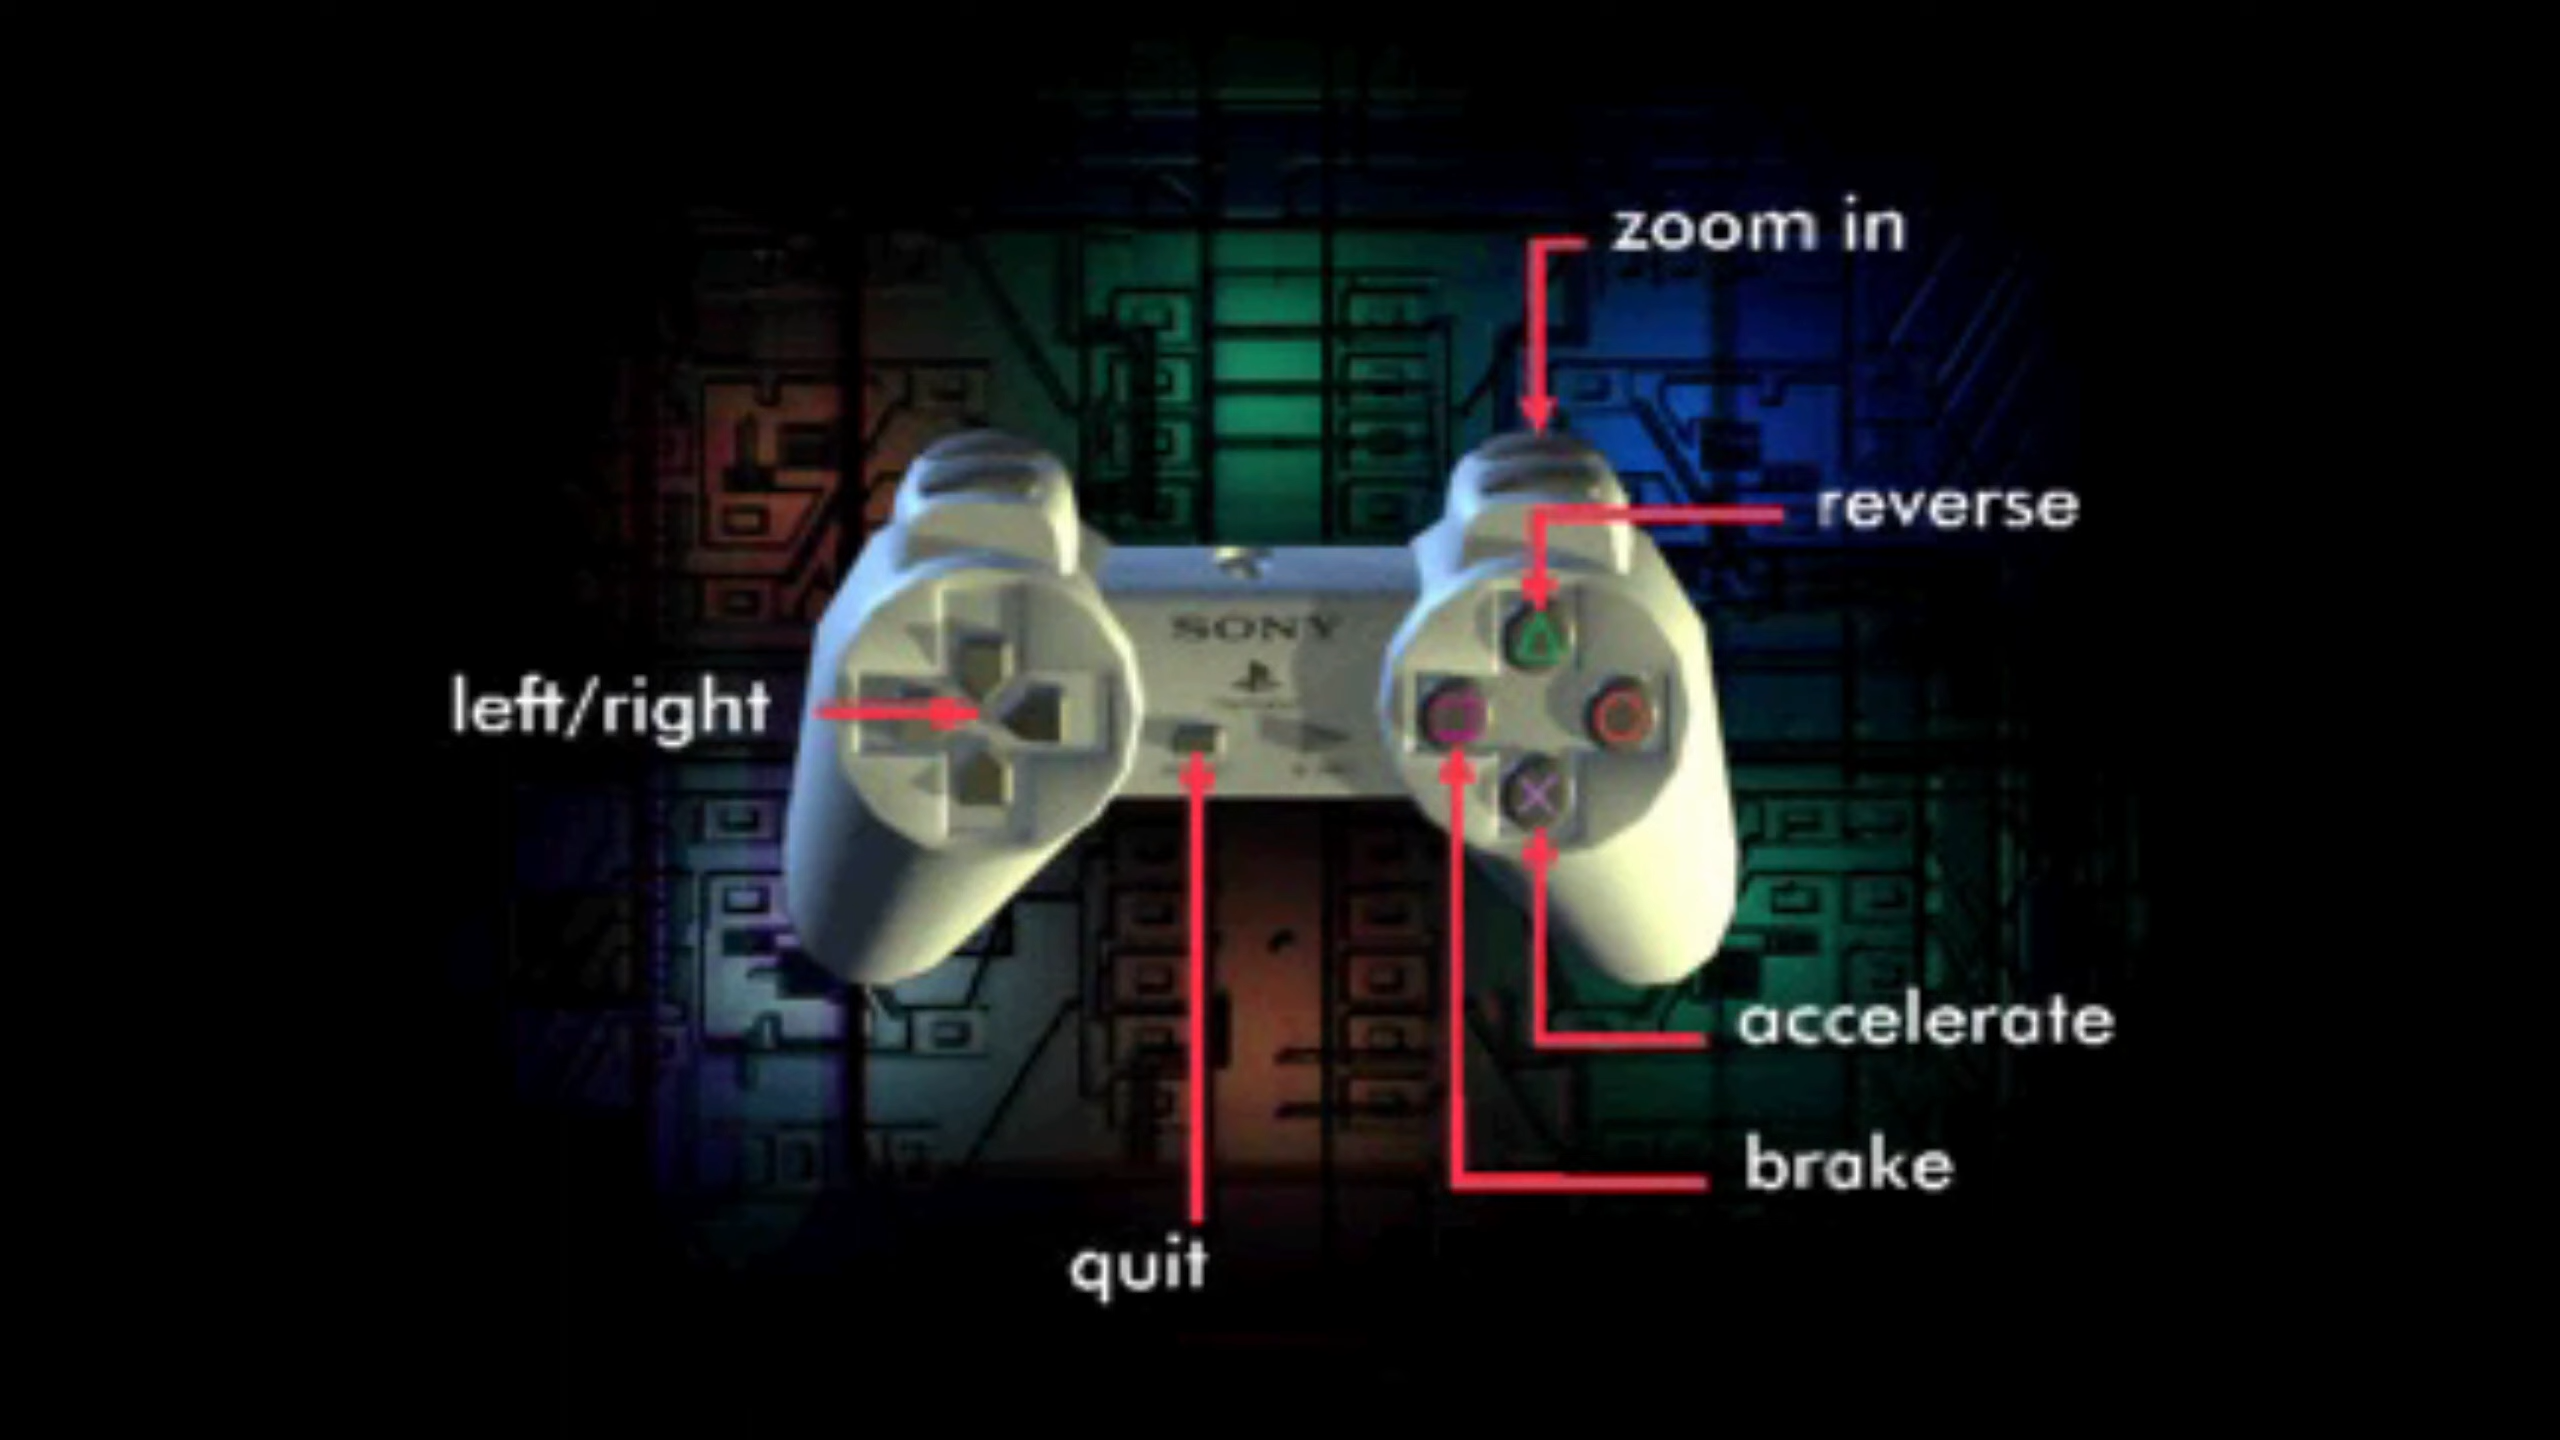 zoom in
reverse
SONY
left/right
accelerate
brake
quit